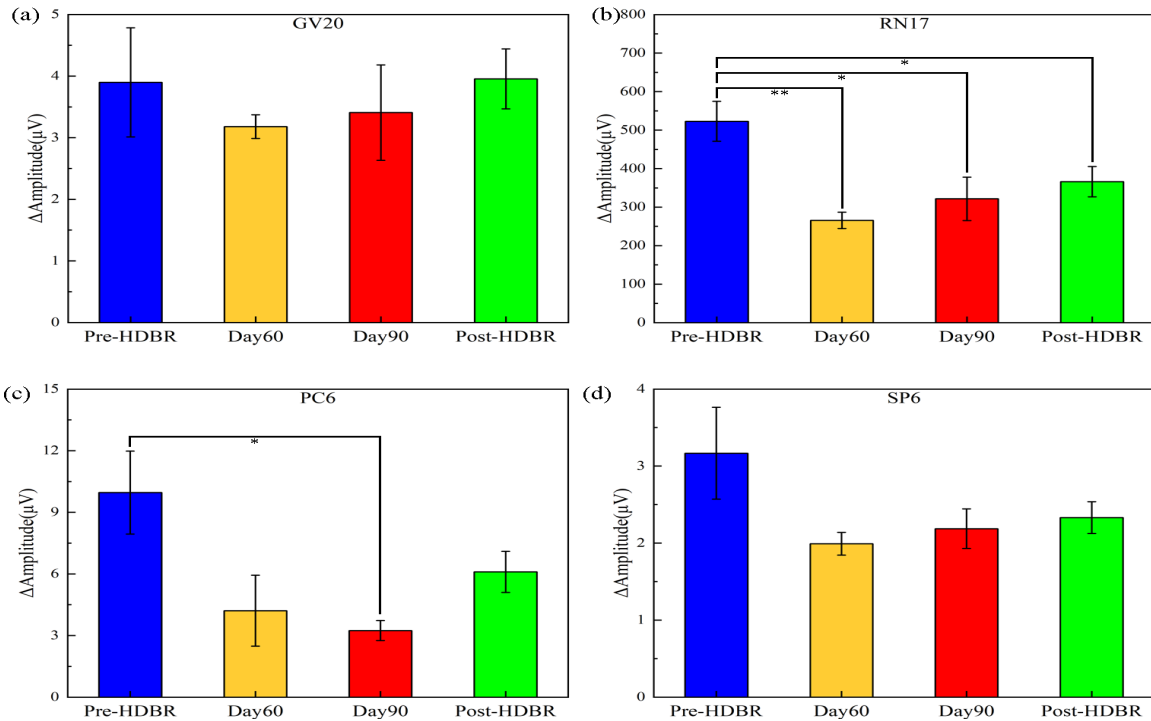 (a)
GV20
ΔAmplitude(μV)
5
4
3
2
1
0
Pre-HDBR Day60 Day90 Post-HDBR
(b)
RN17
ΔAmplitude(μV)
800
700
600
500
400
300
200
100
0
*
*
**
Pre-HDBR Day60 Day90 Post-HDBR
(c)
PC6
ΔAmplitude(μV)
15
12
9
6
3
0
*
Pre-HDBR Day60 Day90 Post-HDBR
(d)
SP6
ΔAmplitude(μV)
4
3
2
1
0
Pre-HDBR Day60 Day90 Post-HDBR